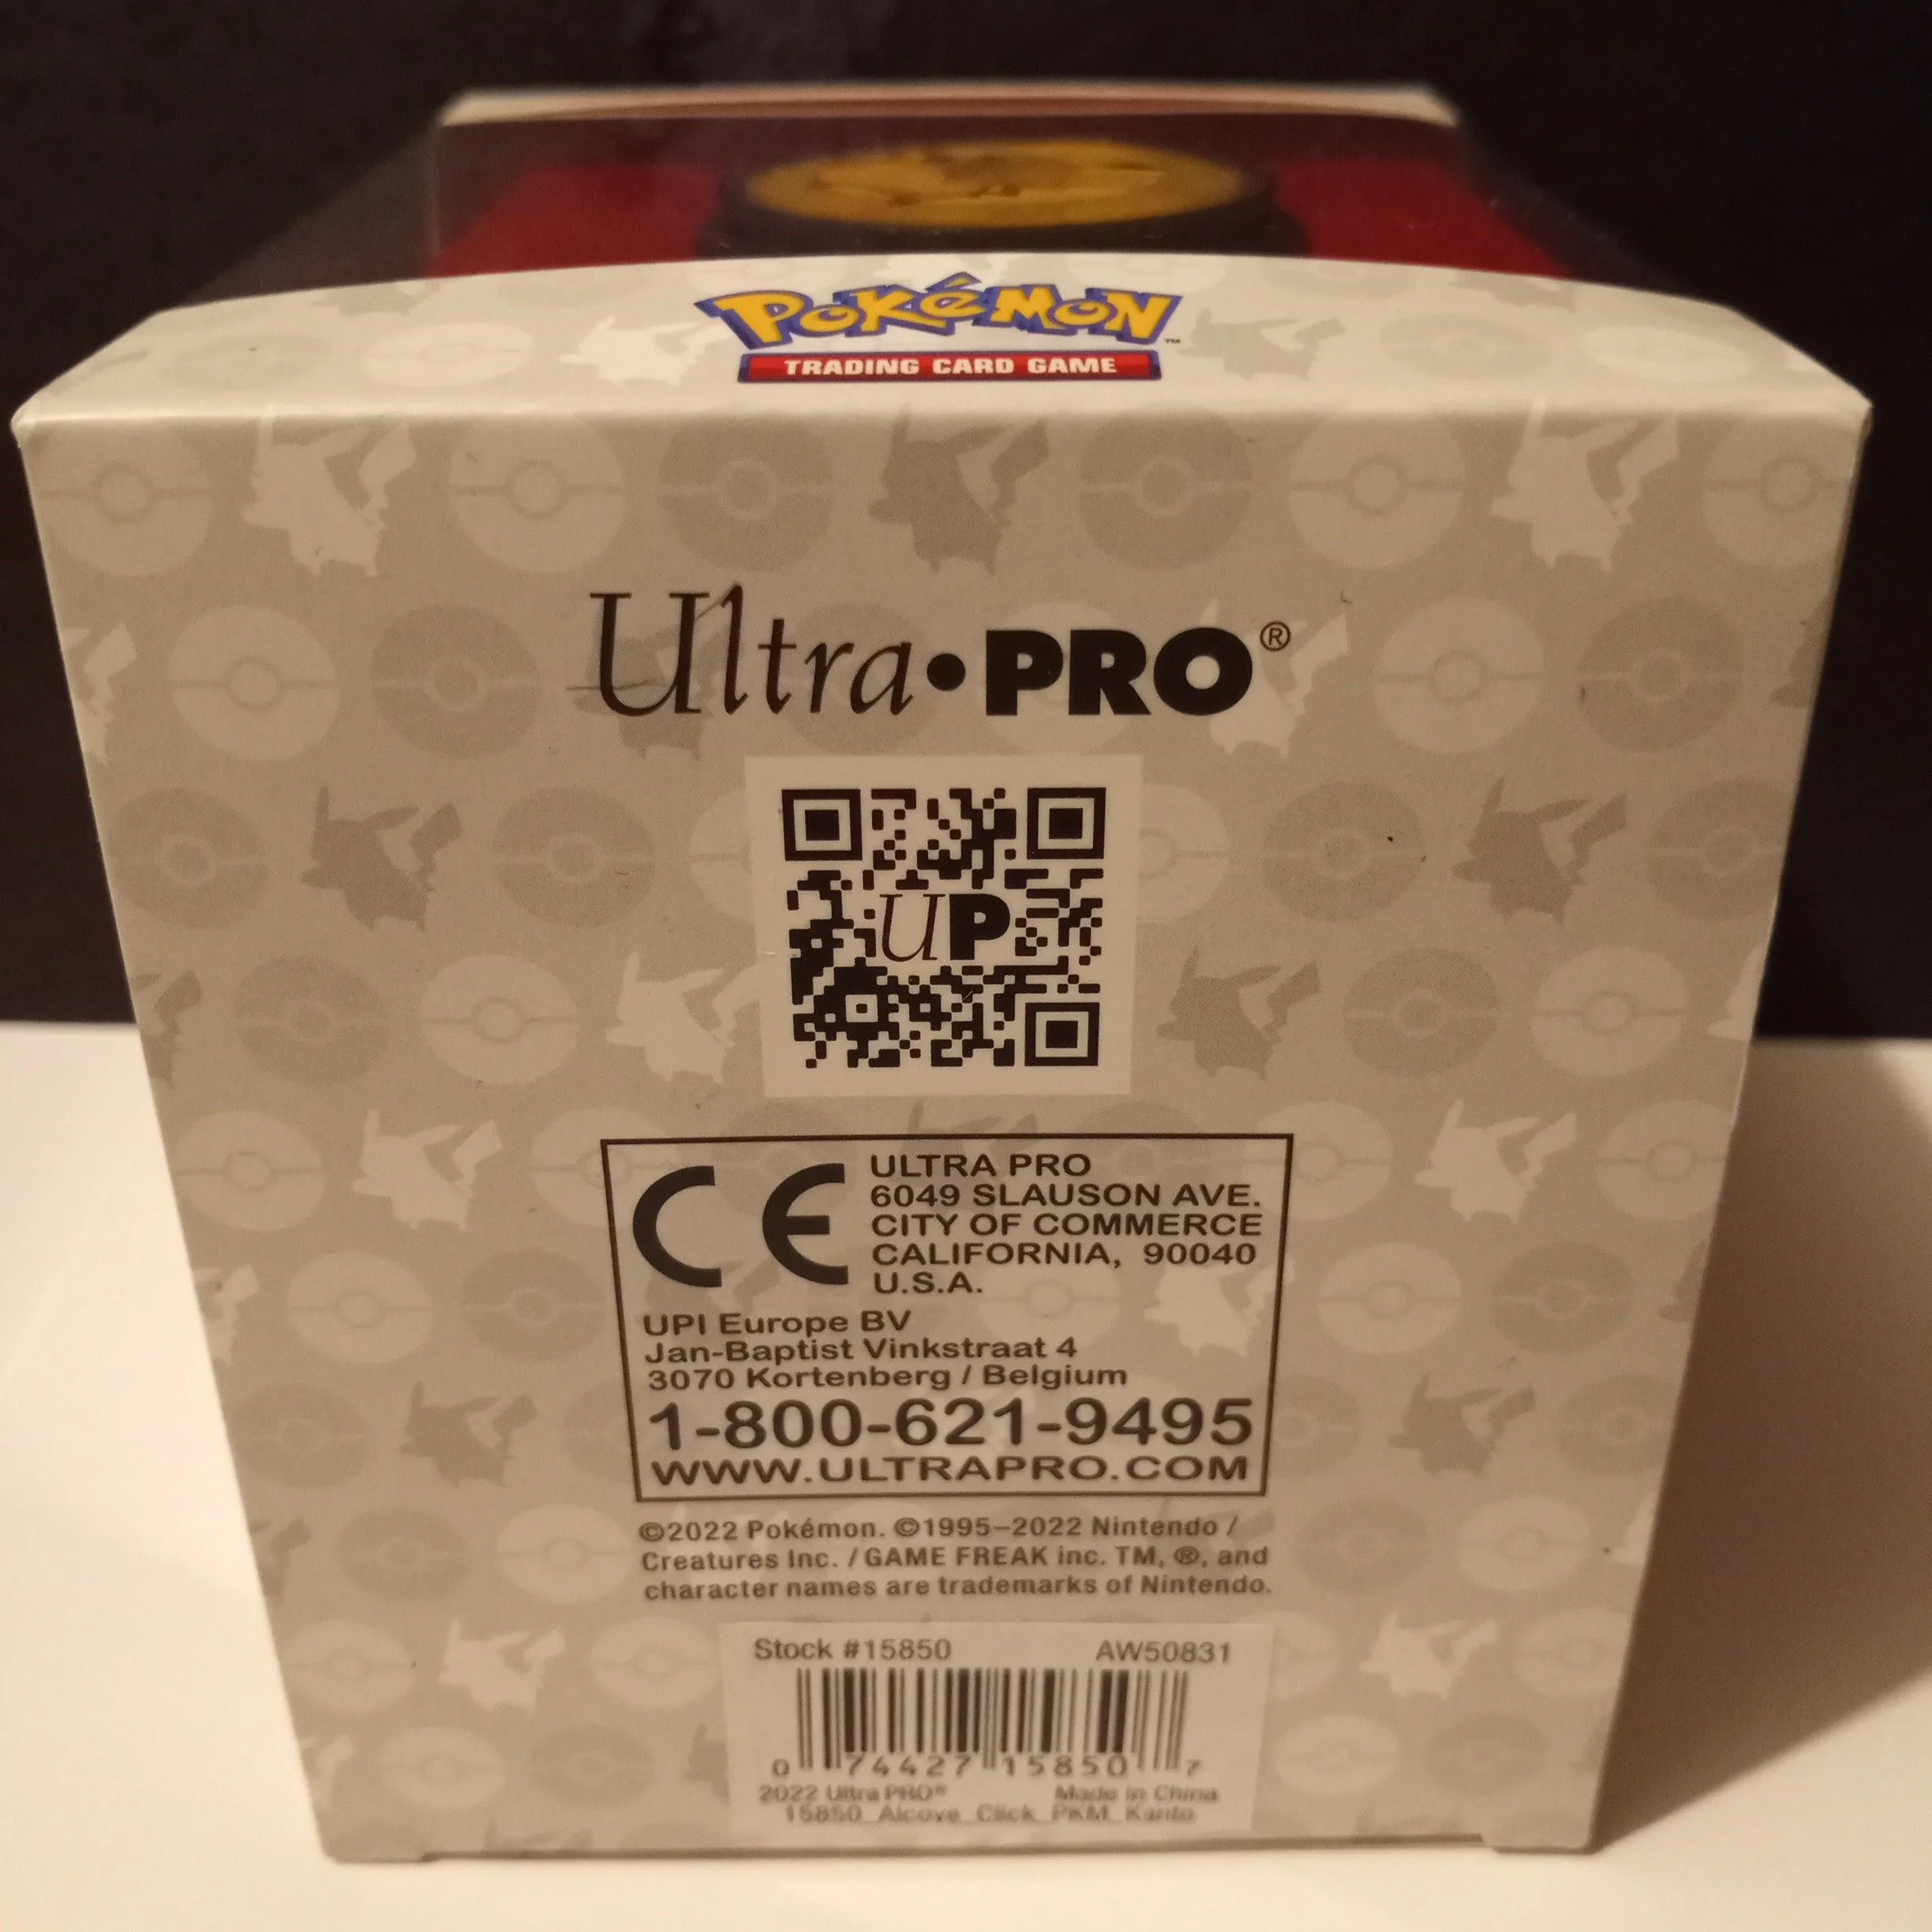 POKéMON™
TRADING CARD GAME
Ultra•PRO®
UP
CE
ULTRA PRO
6049 SLAUSON AVE.
CITY OF COMMERCE
CALIFORNIA, 90040
U.S.A.
UPI Europe BV
Jan-Baptist Vinkstraat 4
3070 Kortenberg / Belgium
1-800-621-9495
WWW.ULTRAPRO.COM
©2022 Pokémon. ©1995–2022 Nintendo /
Creatures Inc. / GAME FREAK inc. TM, ®, and
character names are trademarks of Nintendo.
Stock #15850 AW50831
0 74427 15850 7
2022 Ultra PRO® Made in China
15850_Alcove_Click_PKM_Kanto